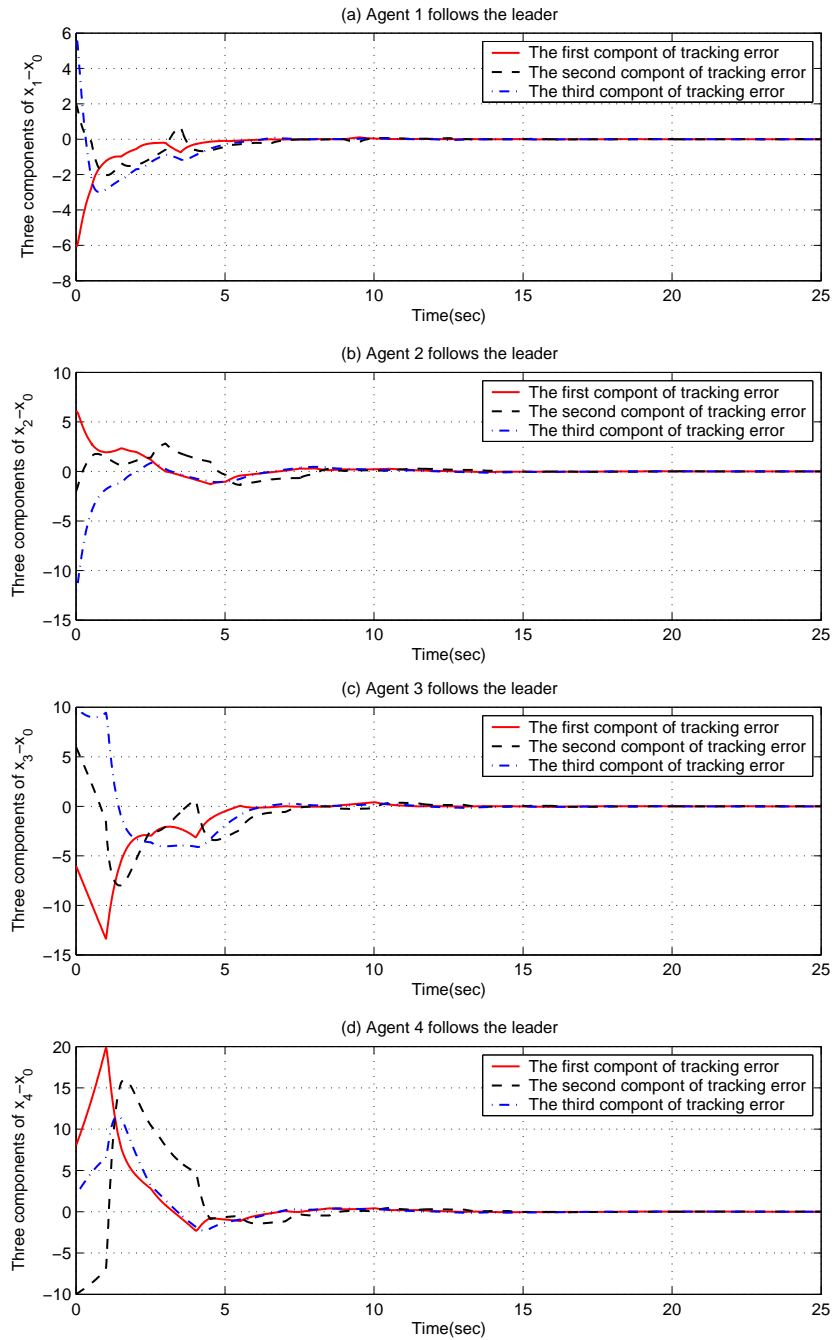 (a) Agent 1 follows the leader
The first compont of tracking error
The second compont of tracking error
The third compont of tracking error
Three components of x_1−x_0
6
4
2
0
−2
−4
−6
−8
0 5 10 15 20 25
Time(sec)
(b) Agent 2 follows the leader
The first compont of tracking error
The second compont of tracking error
The third compont of tracking error
Three components of x_2−x_0
10
5
0
−5
−10
−15
0 5 10 15 20 25
Time(sec)
(c) Agent 3 follows the leader
The first compont of tracking error
The second compont of tracking error
The third compont of tracking error
Three components of x_3−x_0
10
5
0
−5
−10
−15
0 5 10 15 20 25
Time(sec)
(d) Agent 4 follows the leader
The first compont of tracking error
The second compont of tracking error
The third compont of tracking error
Three components of x_4−x_0
20
15
10
5
0
−5
−10
0 5 10 15 20 25
Time(sec)